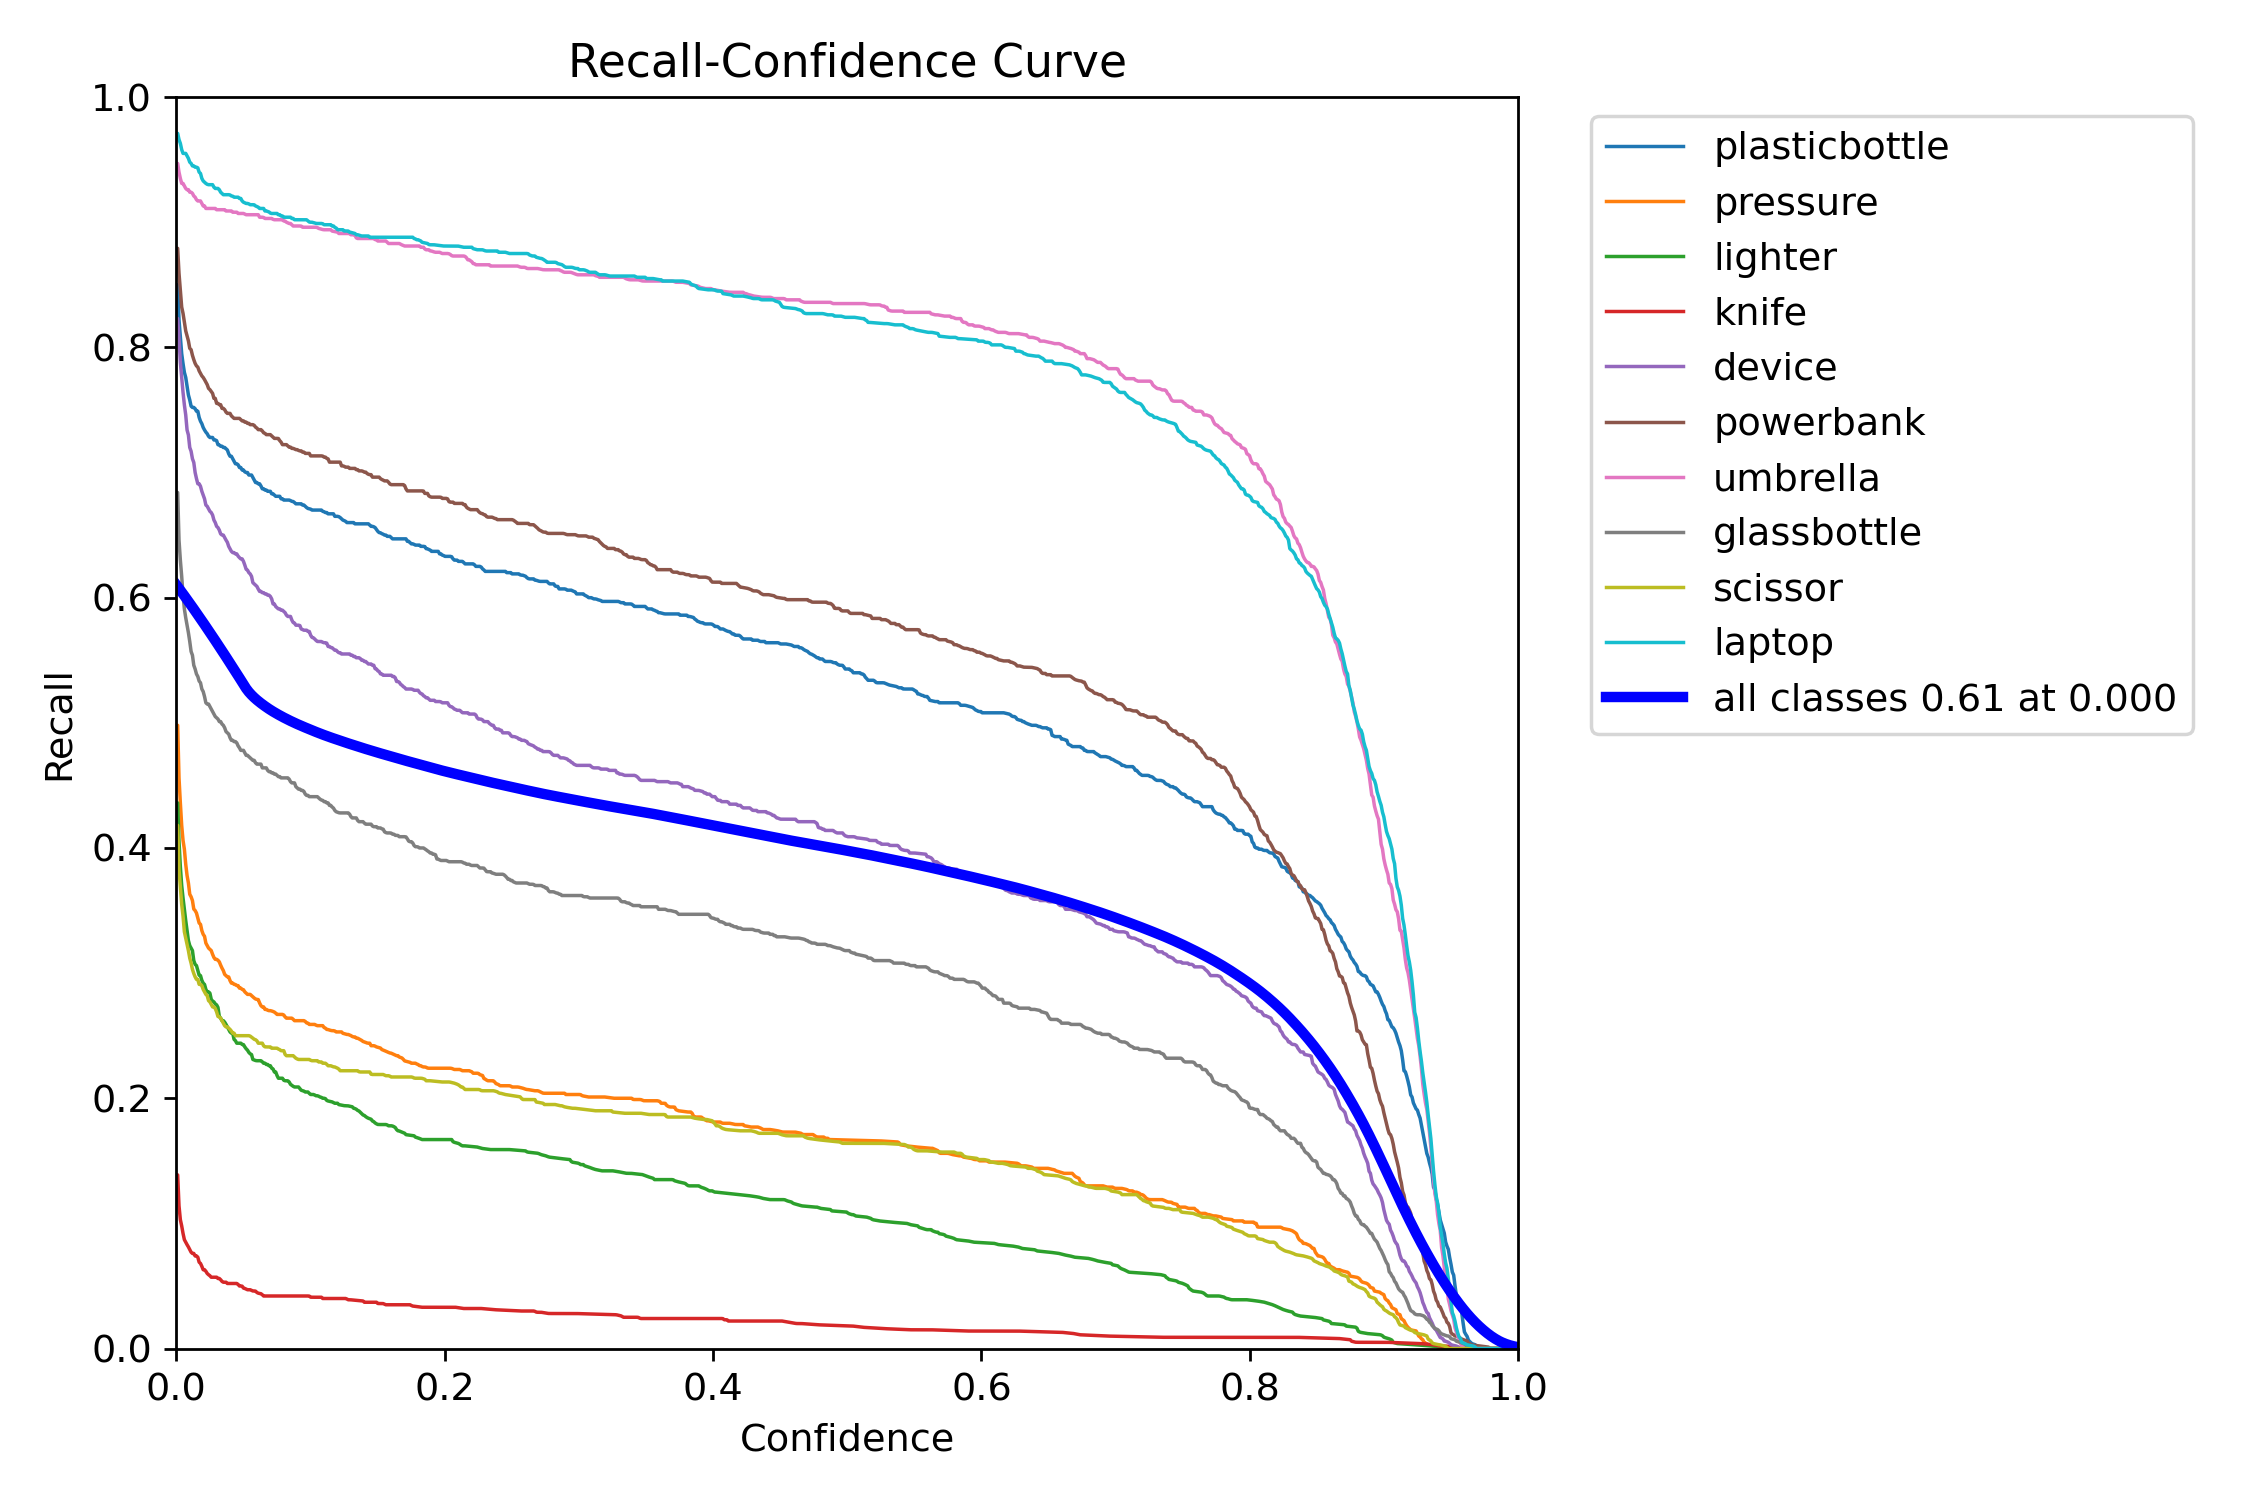 Recall-Confidence Curve
1.0
0.8
0.6
0.4
0.2
0.0
Recall
0.0 0.2 0.4 0.6 0.8 1.0
Confidence
plasticbottle
pressure
lighter
knife
device
powerbank
umbrella
glassbottle
scissor
laptop
all classes 0.61 at 0.000